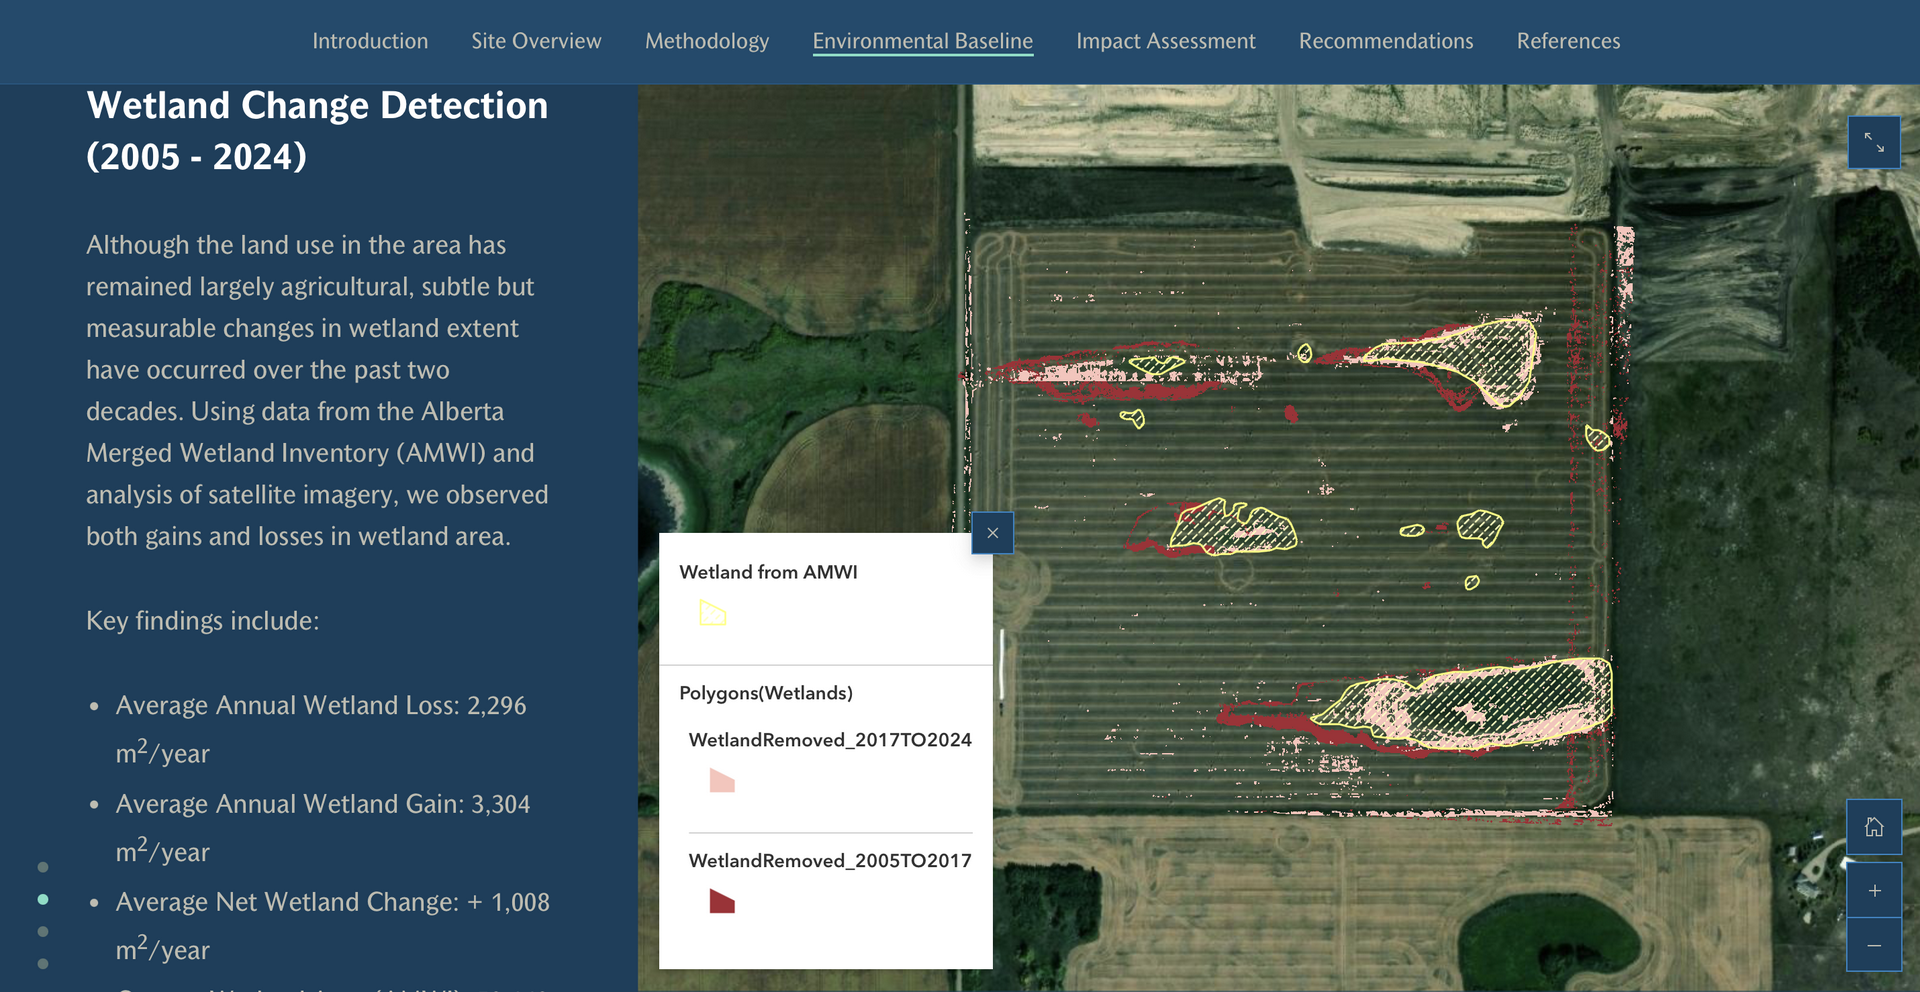 Introduction
Site Overview
Methodology
Environmental Baseline
Impact Assessment
Recommendations
References
Wetland Change Detection
(2005 - 2024)
Although the land use in the area has
remained largely agricultural, subtle but
measurable changes in wetland extent
have occurred over the past two
decades. Using data from the Alberta
Merged Wetland Inventory (AMWI) and
analysis of satellite imagery, we observed
both gains and losses in wetland area.
Key findings include:
• Average Annual Wetland Loss: 2,296
m²/year
• Average Annual Wetland Gain: 3,304
m²/year
• Average Net Wetland Change: + 1,008
m²/year
Wetland from AMWI
Polygons(Wetlands)
WetlandRemoved_2017TO2024
WetlandRemoved_2005TO2017